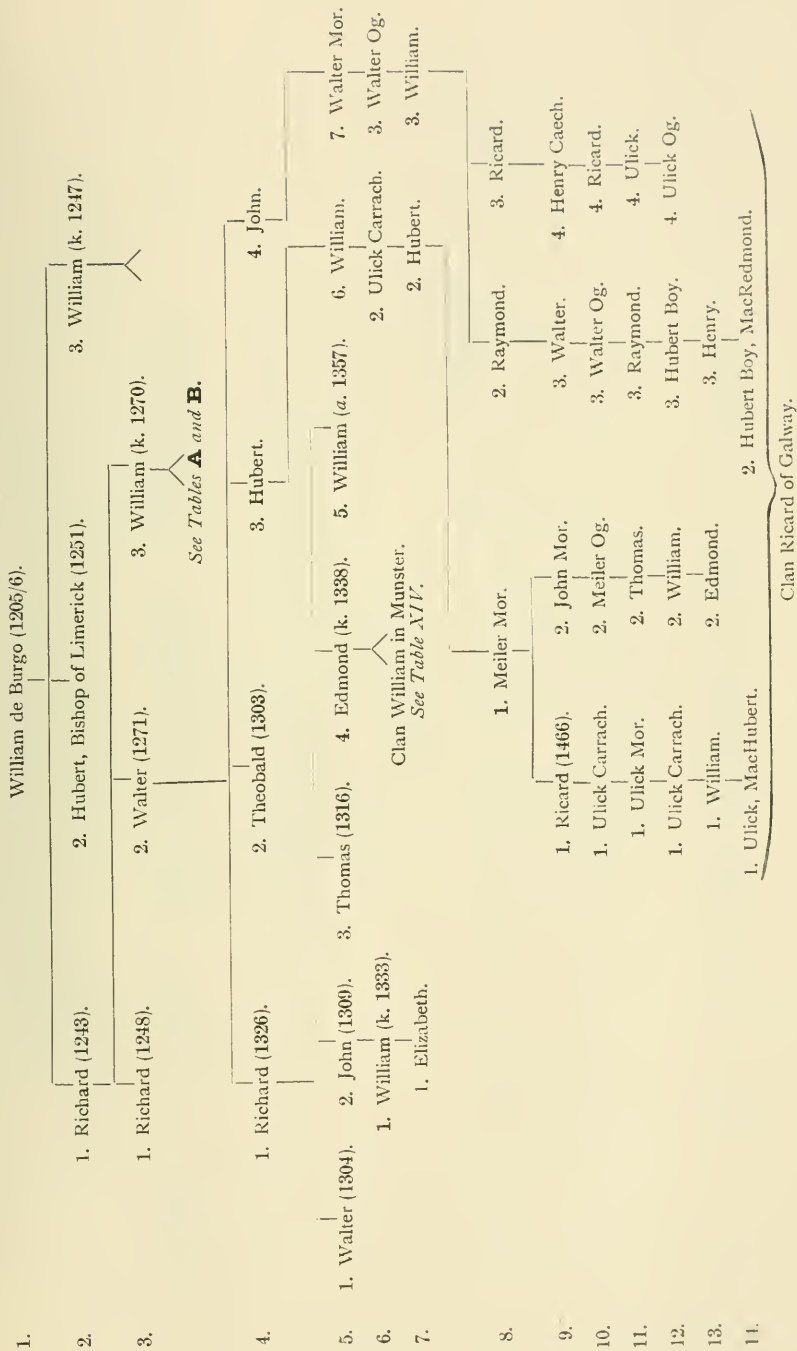 1. William de Burgo (1205/6).
2. 1. Richard (1243). 2. Hubert, Bishop of Limerick (1251). 3. William (k. 1247).
3. 1. Richard (1248). 2. Walter (1271). 3. William (k. 1270).
See Tables A and B.
4. 1. Richard (1326). 2. Theobald (1303). 3. Hubert. 4. John.
5. 1. Walter (1304). 2. John (1309). 3. Thomas (1316). 4. Edmond (k. 1338). 5. William (a. 1357). 6. William. 7. Walter Mor.
6. 1. William (k. 1333). 2. Ulick Carrach. 3. Walter Og.
Clan William in Munster.
See Table XIV.
7. 1. Elizabeth. 2. Hubert. 3. William.
8. 1. Meiler Mor. 2. Raymond. 3. Ricard.
9. 1. Ricard (1466). 2. John Mor. 3. Walter. 4. Henry Caech.
10. 1. Ulick Carrach. 2. Meiler Og. 3. Walter Og. 4. Ricard.
11. 1. Ulick Mor. 2. Thomas. 3. Raymond. 4. Ulick.
12. 1. Ulick Carrach. 2. William. 3. Hubert Boy. 4. Ulick Og.
13. 1. William. 2. Edmond. 3. Henry.
14. 1. Ulick, MacHubert. 2. Hubert Boy, MacRedmond.
Clan Ricard of Galway.